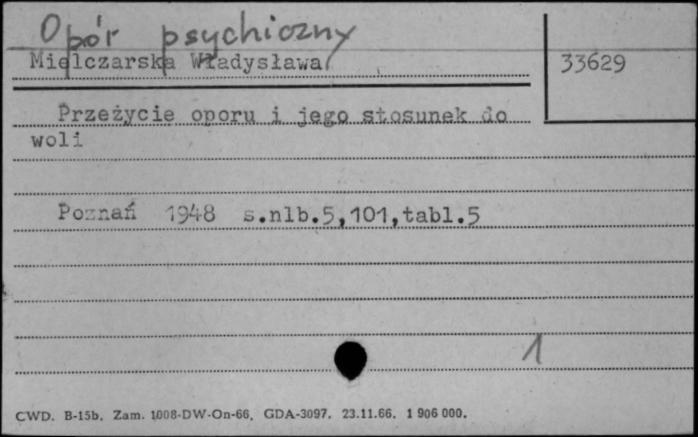 Opór psychiczny
Mielczarska Władysława
33629
Przeżycie oporu i jego stosunek do
woli
Poznań 1948 s.nlb.5,101,tabl.5
1
CWD. B-15b. Zam. 1008-DW-On-66. GDA-3097. 23.11.66. 1 906 000.